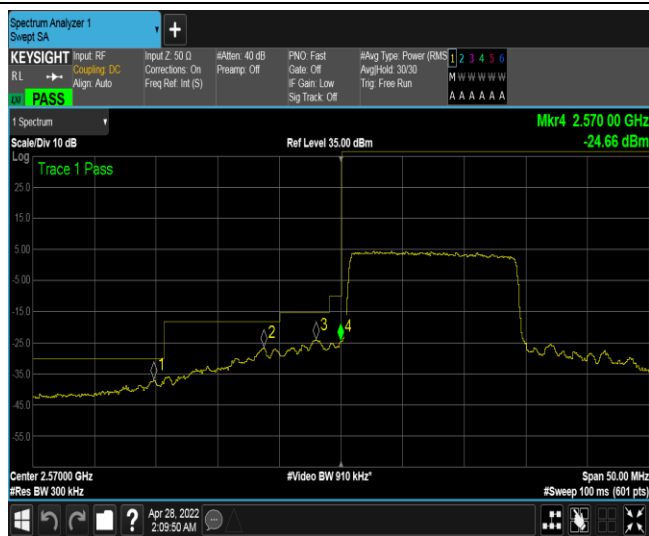 Spectrum Analyzer 1
Swept SA
KEYSIGHT
RL
LXI PASS
Input: RF
Coupling: DC
Align: Auto
Input Z: 50 Ω
Corrections: On
Freq Ref: Int (S)
#Atten: 40 dB
Preamp: Off
PNO: Fast
Gate: Off
IF Gain: Low
Sig Track: Off
#Avg Type: Power (RMS
Avg|Hold: 30/30
Trig: Free Run
1 2 3 4 5 6
M W W W W W
A A A A A A
1 Spectrum
Scale/Div 10 dB
Ref Level 35.00 dBm
Mkr4 2.570 00 GHz
-24.66 dBm
Log
Trace 1 Pass
25.0
15.0
5.00
-5.00
-15.0
-25.0
-35.0
-45.0
-55.0
1
2
3
4
Center 2.57000 GHz
#Res BW 300 kHz
#Video BW 910 kHz*
Span 50.00 MHz
#Sweep 100 ms (601 pts)
?
Apr 28, 2022
2:09:50 AM